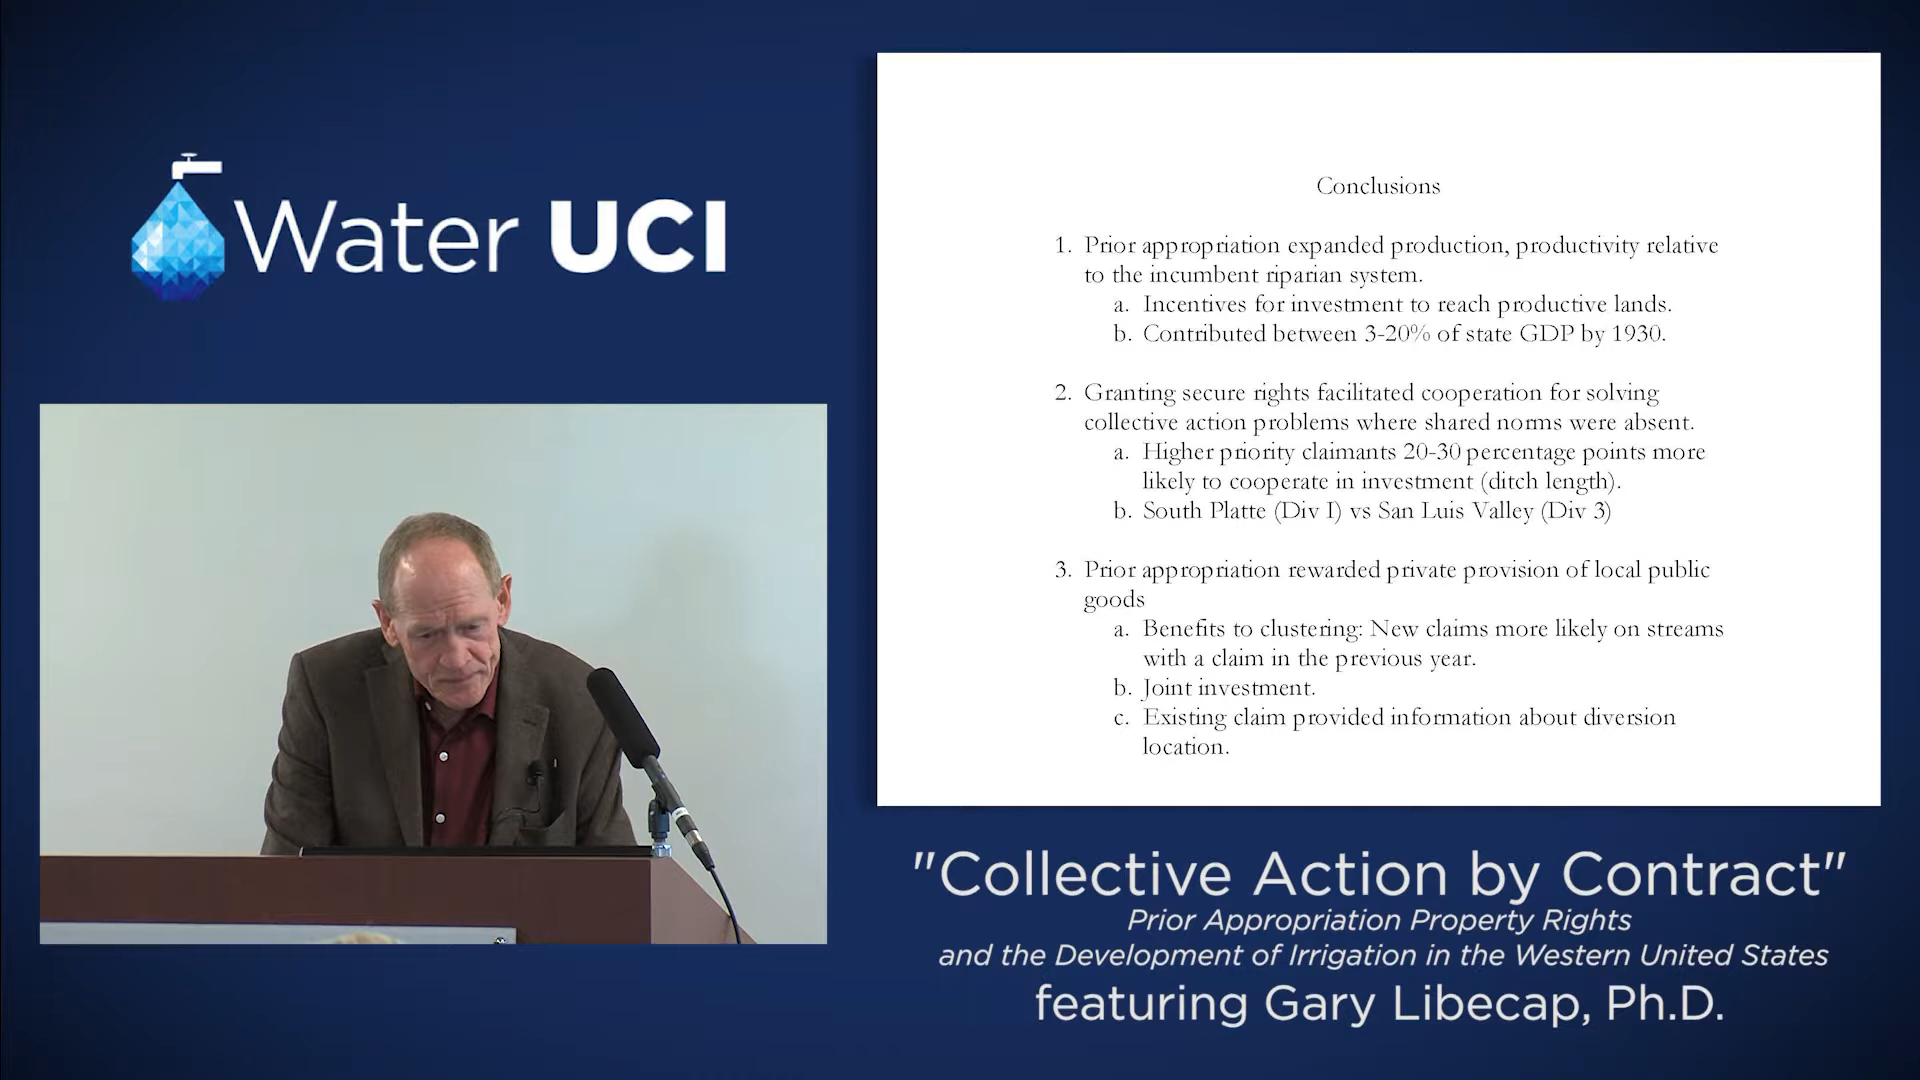 Water UCI
Conclusions
1. Prior appropriation expanded production, productivity relative
to the incumbent riparian system.
a. Incentives for investment to reach productive lands.
b. Contributed between 3-20% of state GDP by 1930.
2. Granting secure rights facilitated cooperation for solving
collective action problems where shared norms were absent.
a. Higher priority claimants 20-30 percentage points more
likely to cooperate in investment (ditch length).
b. South Platte (Div I) vs San Luis Valley (Div 3)
3. Prior appropriation rewarded private provision of local public
goods
a. Benefits to clustering: New claims more likely on streams
with a claim in the previous year.
b. Joint investment.
c. Existing claim provided information about diversion
location.
"Collective Action by Contract"
Prior Appropriation Property Rights
and the Development of Irrigation in the Western United States
featuring Gary Libecap, Ph.D.